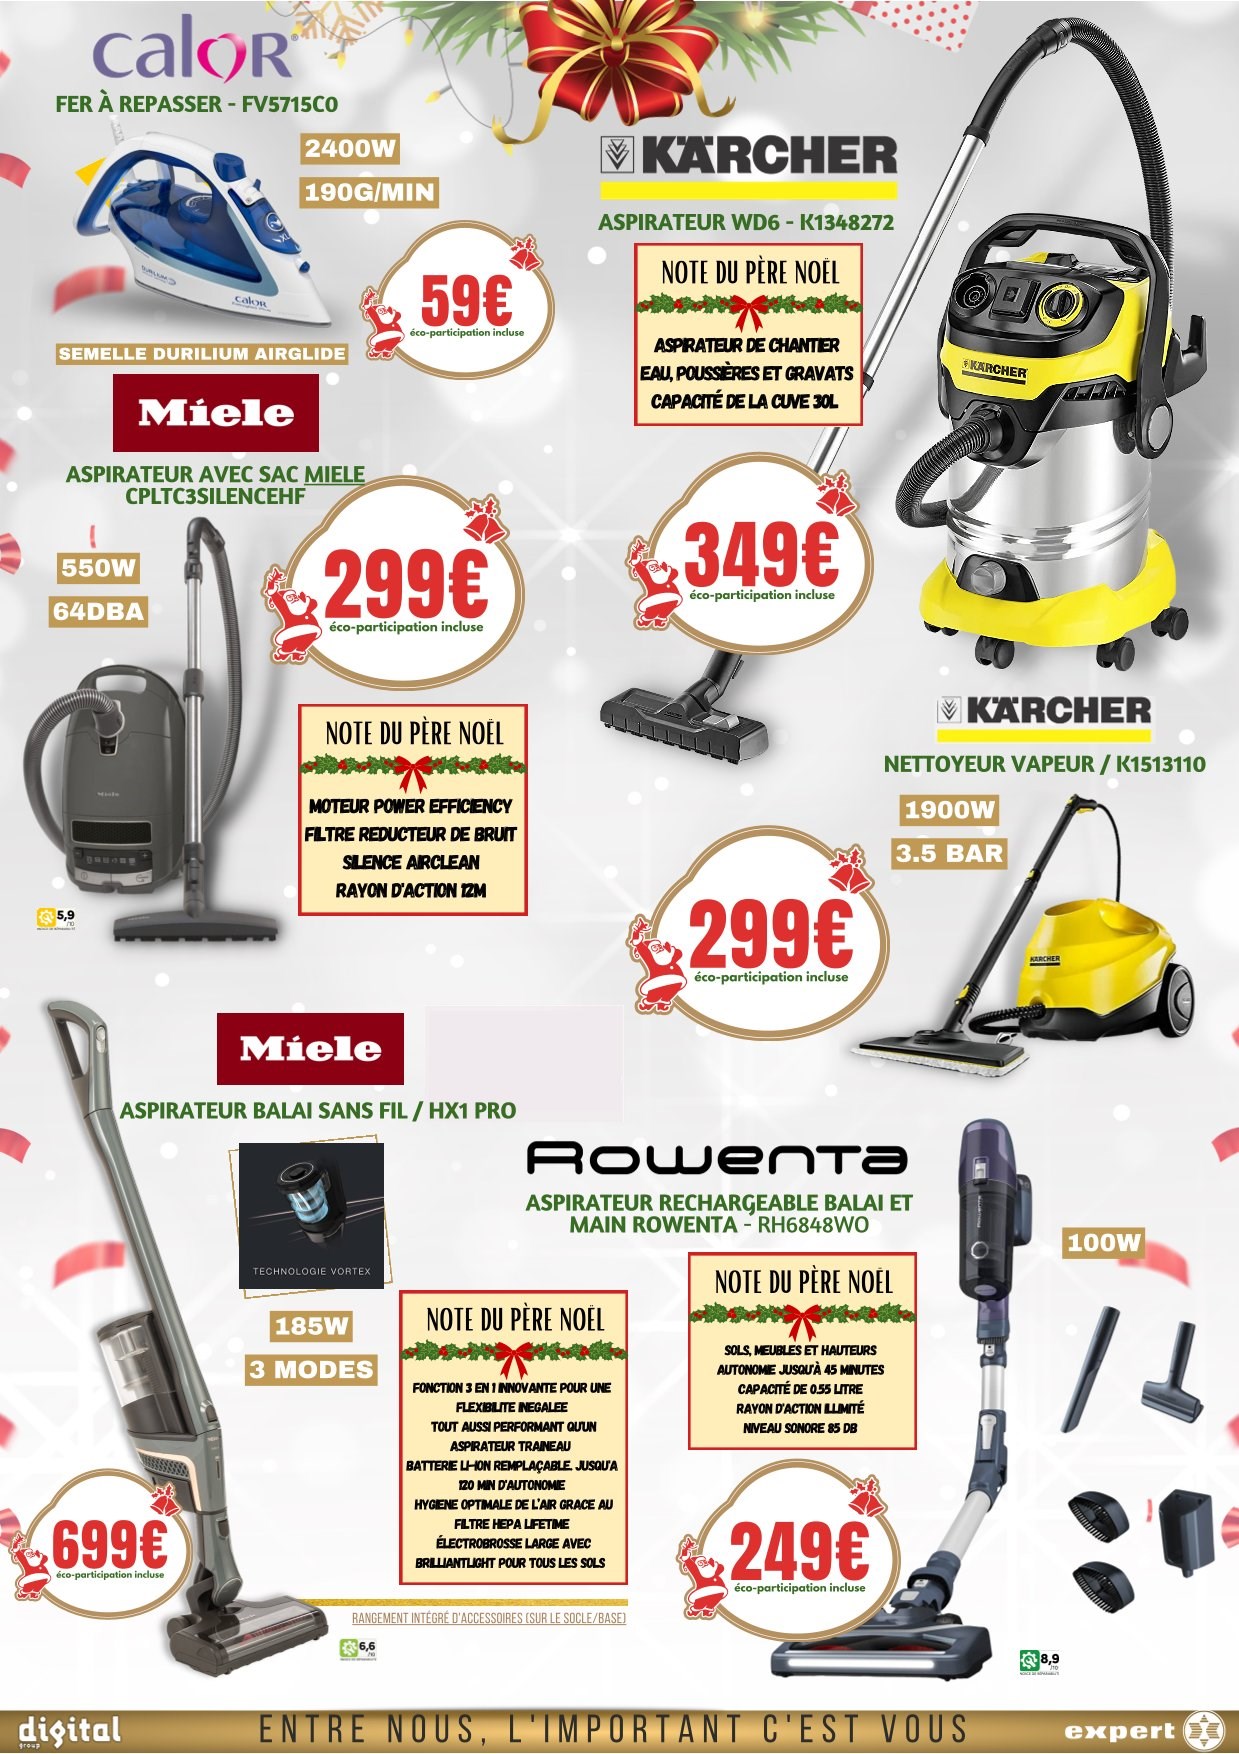 calor
FER À REPASSER - FV5715C0
2400W
190G/MIN
59€
éco-participation incluse
SEMELLE DURILIUM AIRGLIDE
KÄRCHER
ASPIRATEUR WD6 - K1348272
NOTE DU PÈRE NOËL
ASPIRATEUR DE CHANTIER
EAU, POUSSIÈRES ET GRAVATS
CAPACITÉ DE LA CUVE 30L
KÄRCHER
349€
éco-participation incluse
Miele
ASPIRATEUR AVEC SAC MIELE
CPLTC3SILENCEHF
550W
64DBA
299€
éco-participation incluse
NOTE DU PÈRE NOËL
MOTEUR POWER EFFICIENCY
FILTRE REDUCTEUR DE BRUIT
SILENCE AIRCLEAN
RAYON D'ACTION 12M
5,9
/10
KÄRCHER
NETTOYEUR VAPEUR / K1513110
1900W
3.5 BAR
299€
éco-participation incluse
KÄRCHER
Miele
ASPIRATEUR BALAI SANS FIL / HX1 PRO
TECHNOLOGIE VORTEX
185W
3 MODES
NOTE DU PÈRE NOËL
FONCTION 3 EN 1 INNOVANTE POUR UNE
FLEXIBILITE INEGALEE
TOUT AUSSI PERFORMANT QU'UN
ASPIRATEUR TRAINEAU
BATTERIE LI-ION REMPLAÇABLE. JUSQU'A
120 MIN D'AUTONOMIE
HYGIENE OPTIMALE DE L'AIR GRACE AU
FILTRE HEPA LIFETIME
ÉLECTROBROSSE LARGE AVEC
BRILLIANTLIGHT POUR TOUS LES SOLS
699€
éco-participation incluse
RANGEMENT INTÉGRÉ D'ACCESSOIRES (SUR LE SOCLE/BASE)
6,6
/10
Rowenta
ASPIRATEUR RECHARGEABLE BALAI ET
MAIN ROWENTA - RH6848WO
100W
NOTE DU PÈRE NOËL
SOLS, MEUBLES ET HAUTEURS
AUTONOMIE JUSQU'À 45 MINUTES
CAPACITÉ DE 0.55 LITRE
RAYON D'ACTION ILLIMITÉ
NIVEAU SONORE 85 DB
249€
éco-participation incluse
8,9
/10
digital
group
ENTRE NOUS, L'IMPORTANT C'EST VOUS
expert